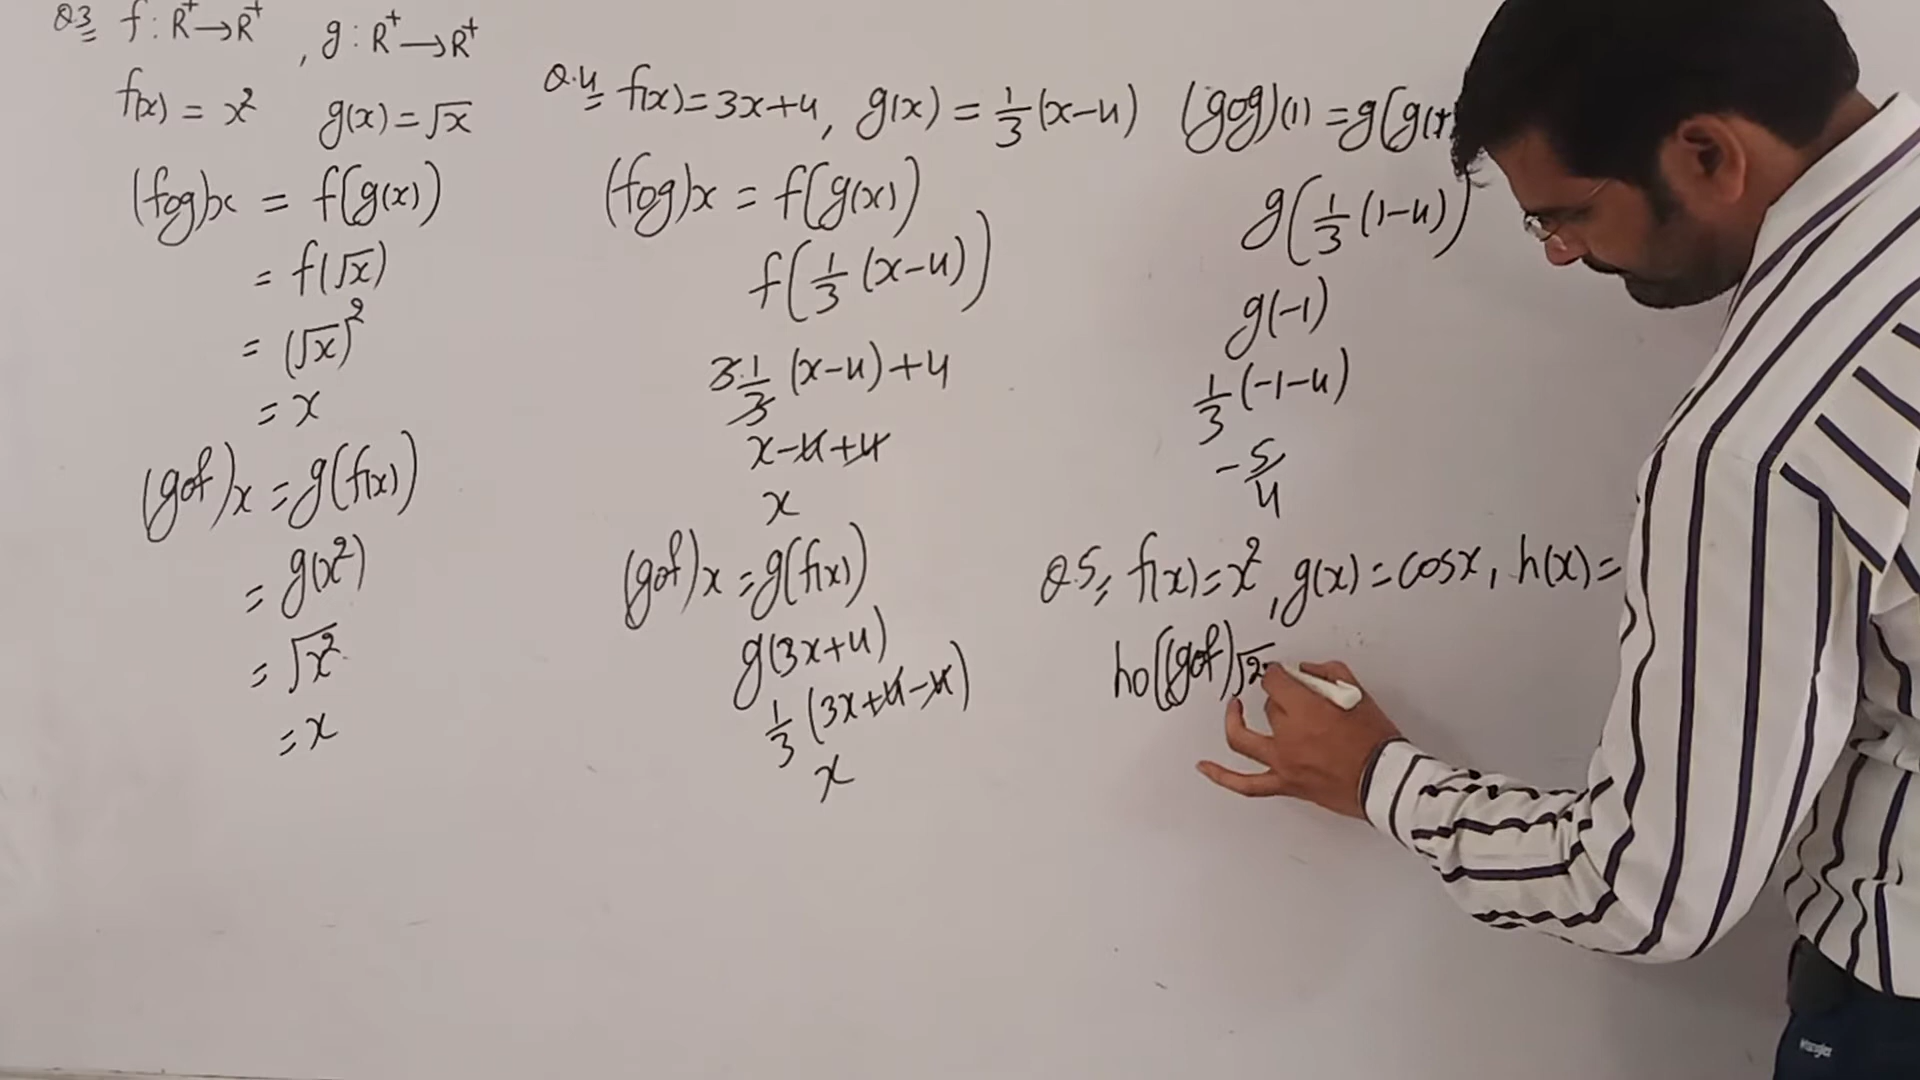 Q3 f : R⁺ → R⁺ , g : R⁺ → R⁺
f(x) = x² g(x) = √x
(fog)x = f(g(x))
= f(√x)
= (√x)²
= x
(gof)x = g(f(x))
= g(x²)
= √x²
= x
Q.4 f(x) = 3x+4, g(x) = 1/3 (x-4)
(fog)x = f(g(x))
f(1/3 (x-4))
3.1/3 (x-4)+4
x-4+4
x
(gof)x = g(f(x))
g(3x+4)
1/3 (3x+4-4)
x
(gog)(1) = g(g(1
g(1/3 (1-4))
g(-1)
1/3 (-1-4)
-5/4
Q.5 f(x) = x², g(x) = cosx, h(x) =
ho((gof)√2
Wrangler